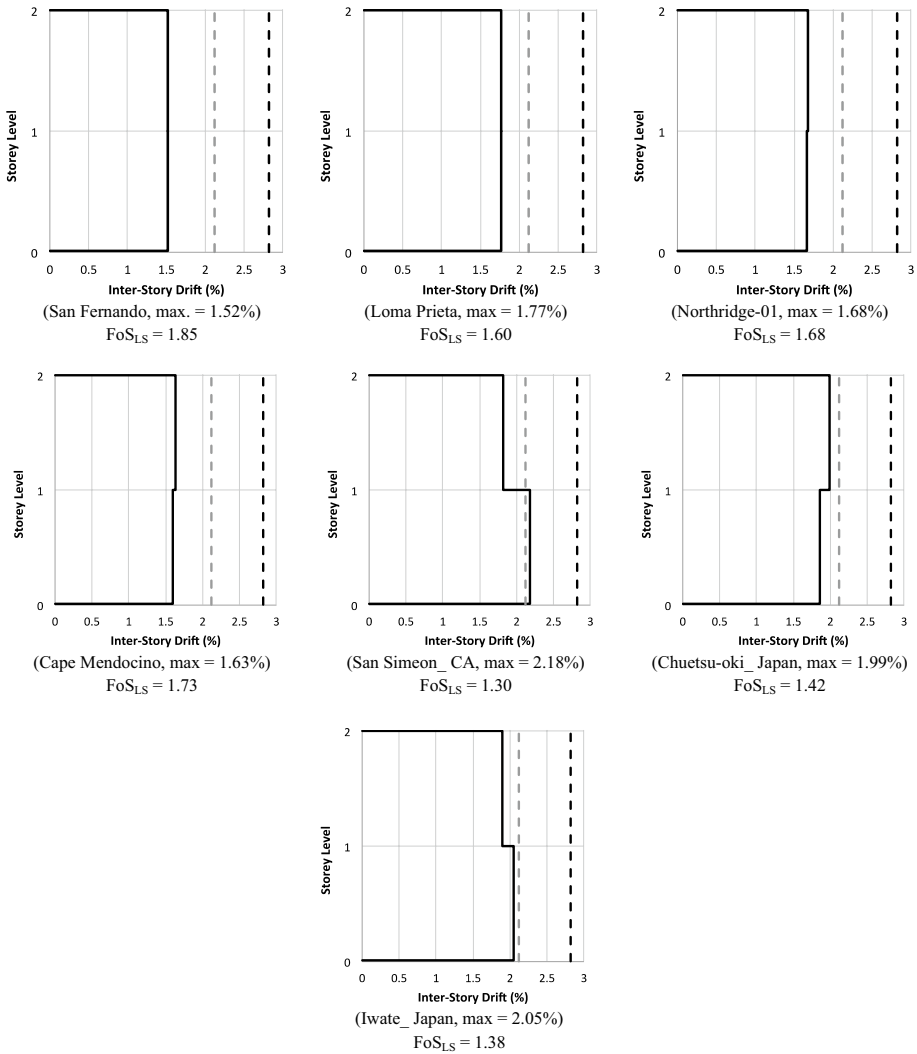 2
1
0
Storey Level
0 0.5 1 1.5 2 2.5 3
Inter-Story Drift (%)
(San Fernando, max. = 1.52%)
FoSLS = 1.85
2
1
0
Storey Level
0 0.5 1 1.5 2 2.5 3
Inter-Story Drift (%)
(Loma Prieta, max = 1.77%)
FoSLS = 1.60
2
1
0
Storey Level
0 0.5 1 1.5 2 2.5 3
Inter-Story Drift (%)
(Northridge-01, max = 1.68%)
FoSLS = 1.68
2
1
0
Storey Level
0 0.5 1 1.5 2 2.5 3
Inter-Story Drift (%)
(Cape Mendocino, max = 1.63%)
FoSLS = 1.73
2
1
0
Storey Level
0 0.5 1 1.5 2 2.5 3
Inter-Story Drift (%)
(San Simeon_ CA, max = 2.18%)
FoSLS = 1.30
2
1
0
Storey Level
0 0.5 1 1.5 2 2.5 3
Inter-Story Drift (%)
(Chuetsu-oki_ Japan, max = 1.99%)
FoSLS = 1.42
2
1
0
Storey Level
0 0.5 1 1.5 2 2.5 3
Inter-Story Drift (%)
(Iwate_ Japan, max = 2.05%)
FoSLS = 1.38